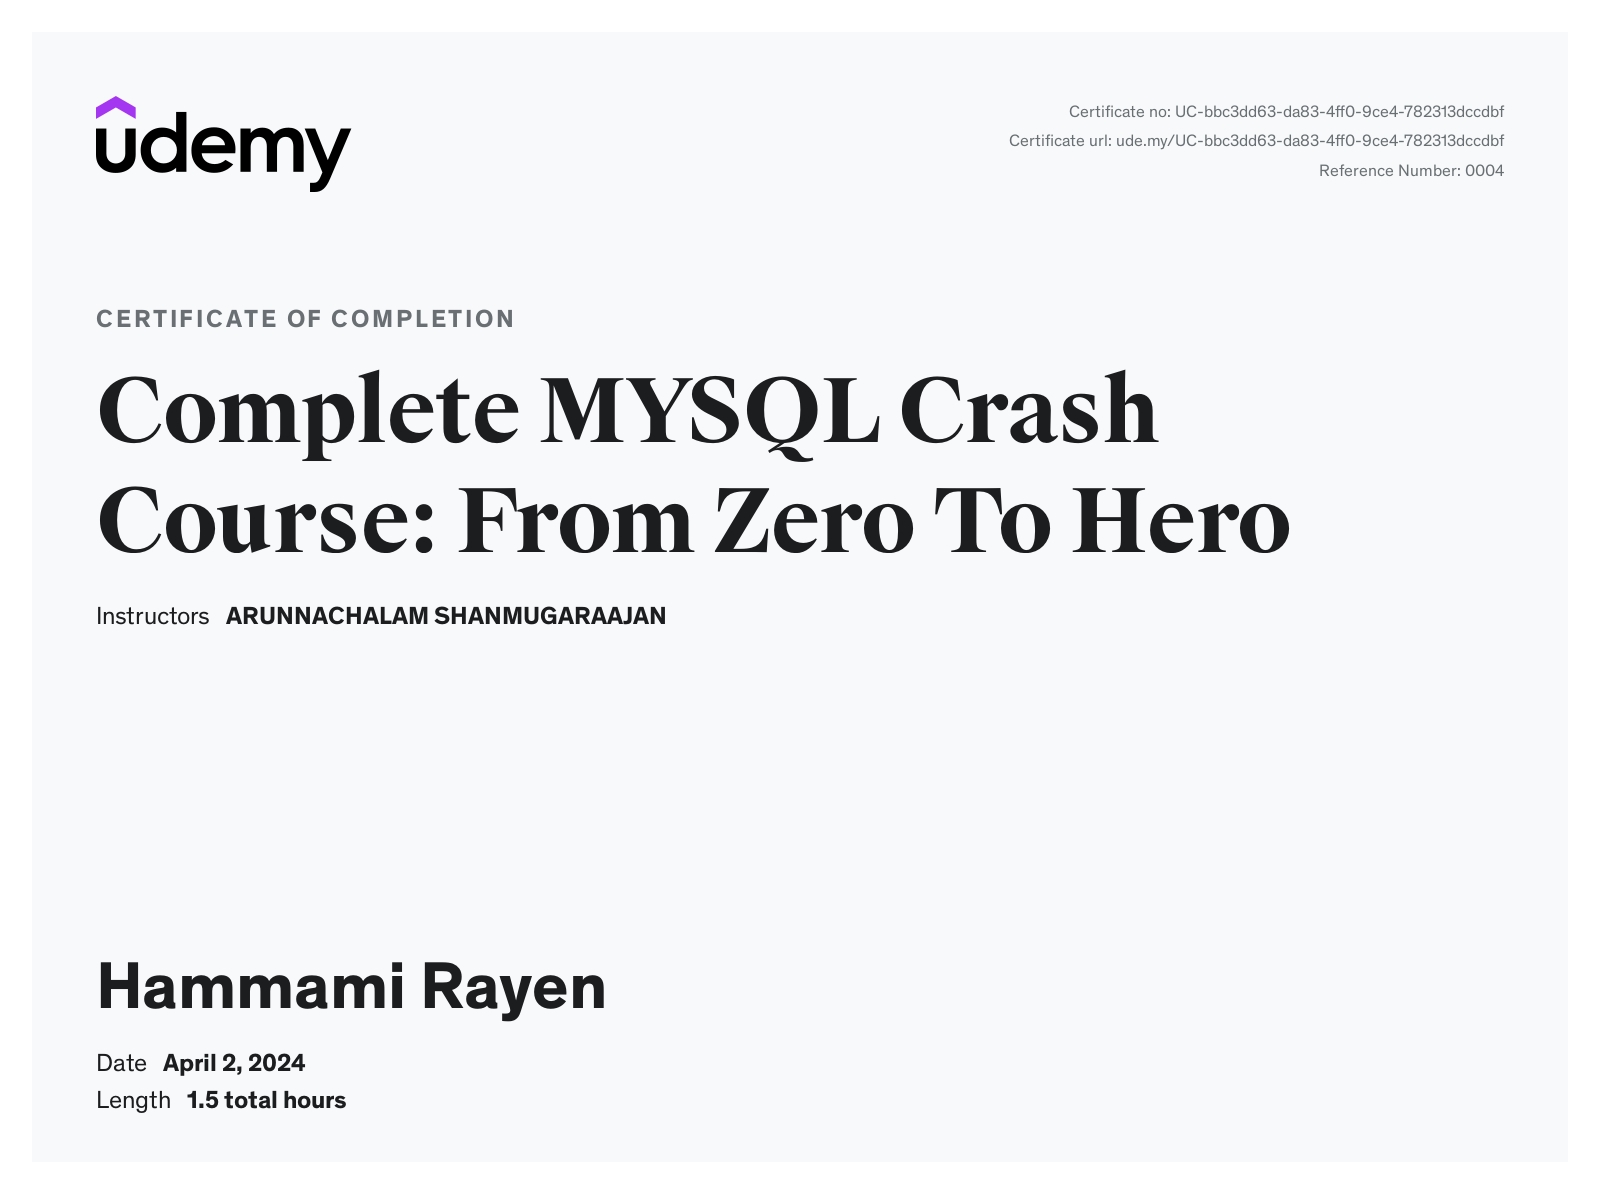 udemy
Certificate no: UC-bbc3dd63-da83-4ff0-9ce4-782313dccdbf
Certificate url: ude.my/UC-bbc3dd63-da83-4ff0-9ce4-782313dccdbf
Reference Number: 0004
CERTIFICATE OF COMPLETION
Complete MYSQL Crash
Course: From Zero To Hero
Instructors ARUNNACHALAM SHANMUGARAAJAN
Hammami Rayen
Date April 2, 2024
Length 1.5 total hours